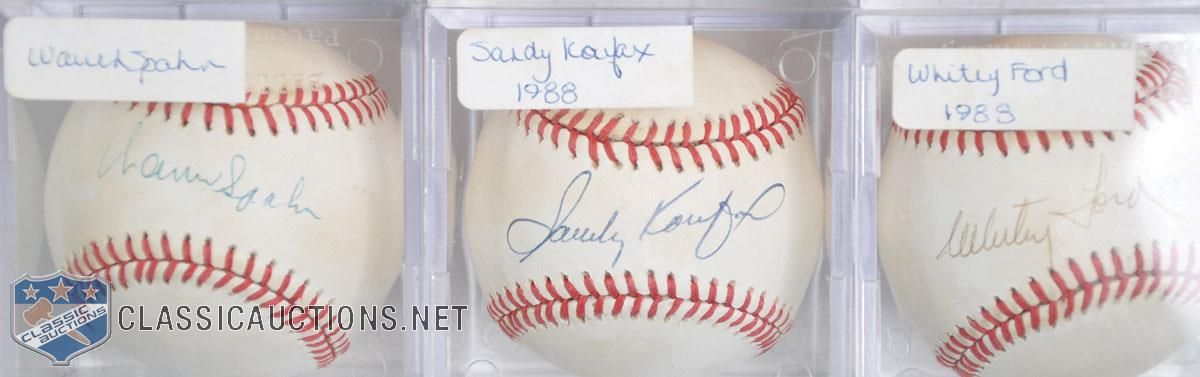 Warren Spahn
Sandy Koufax
1988
Whitey Ford
1988
Warren Spahn
Sandy Koufax
Whitey Ford
CLASSIC
AUCTIONS
CLASSICAUCTIONS.NET